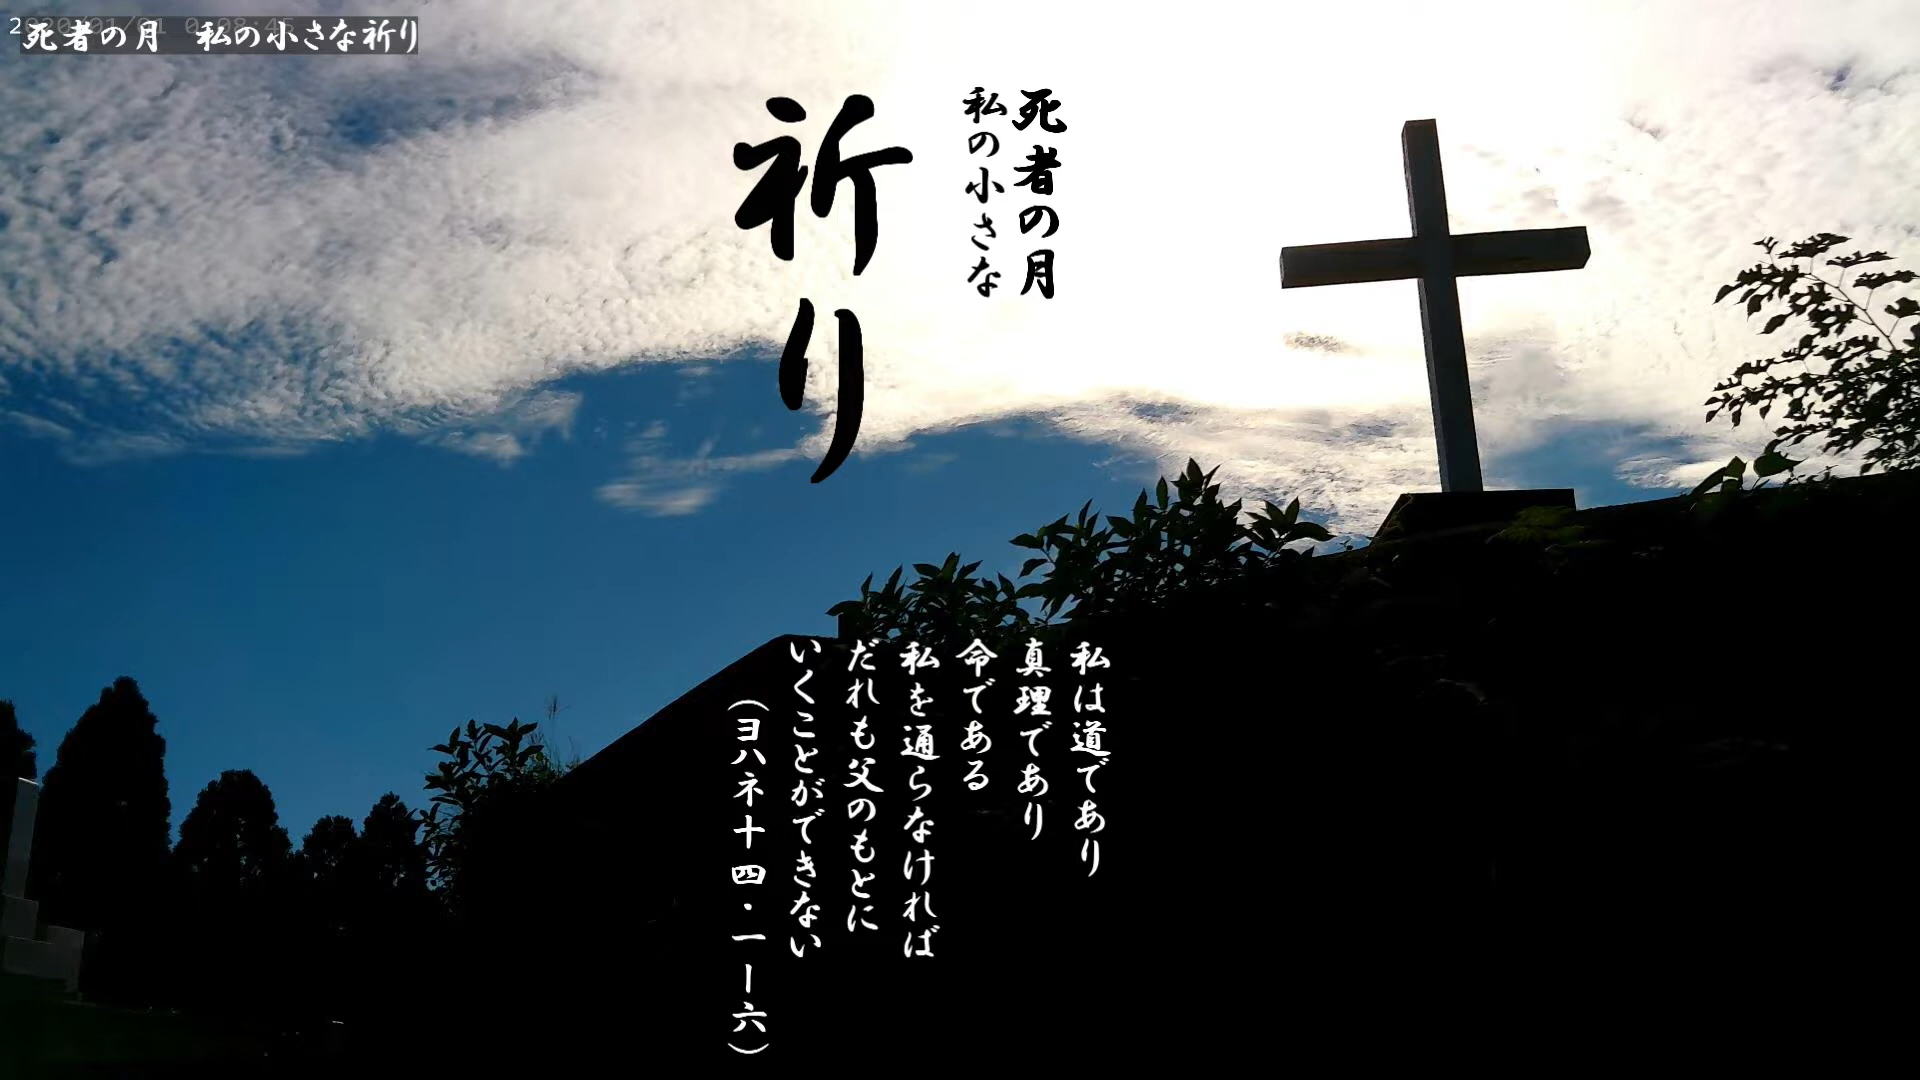 死者の月　私の小さな祈り
死者の月
私の小さな
祈り
私は道であり
真理であり
命である
私を通らなければ
だれも父のもとに
いくことができない
（ヨハネ十四・一ー六）